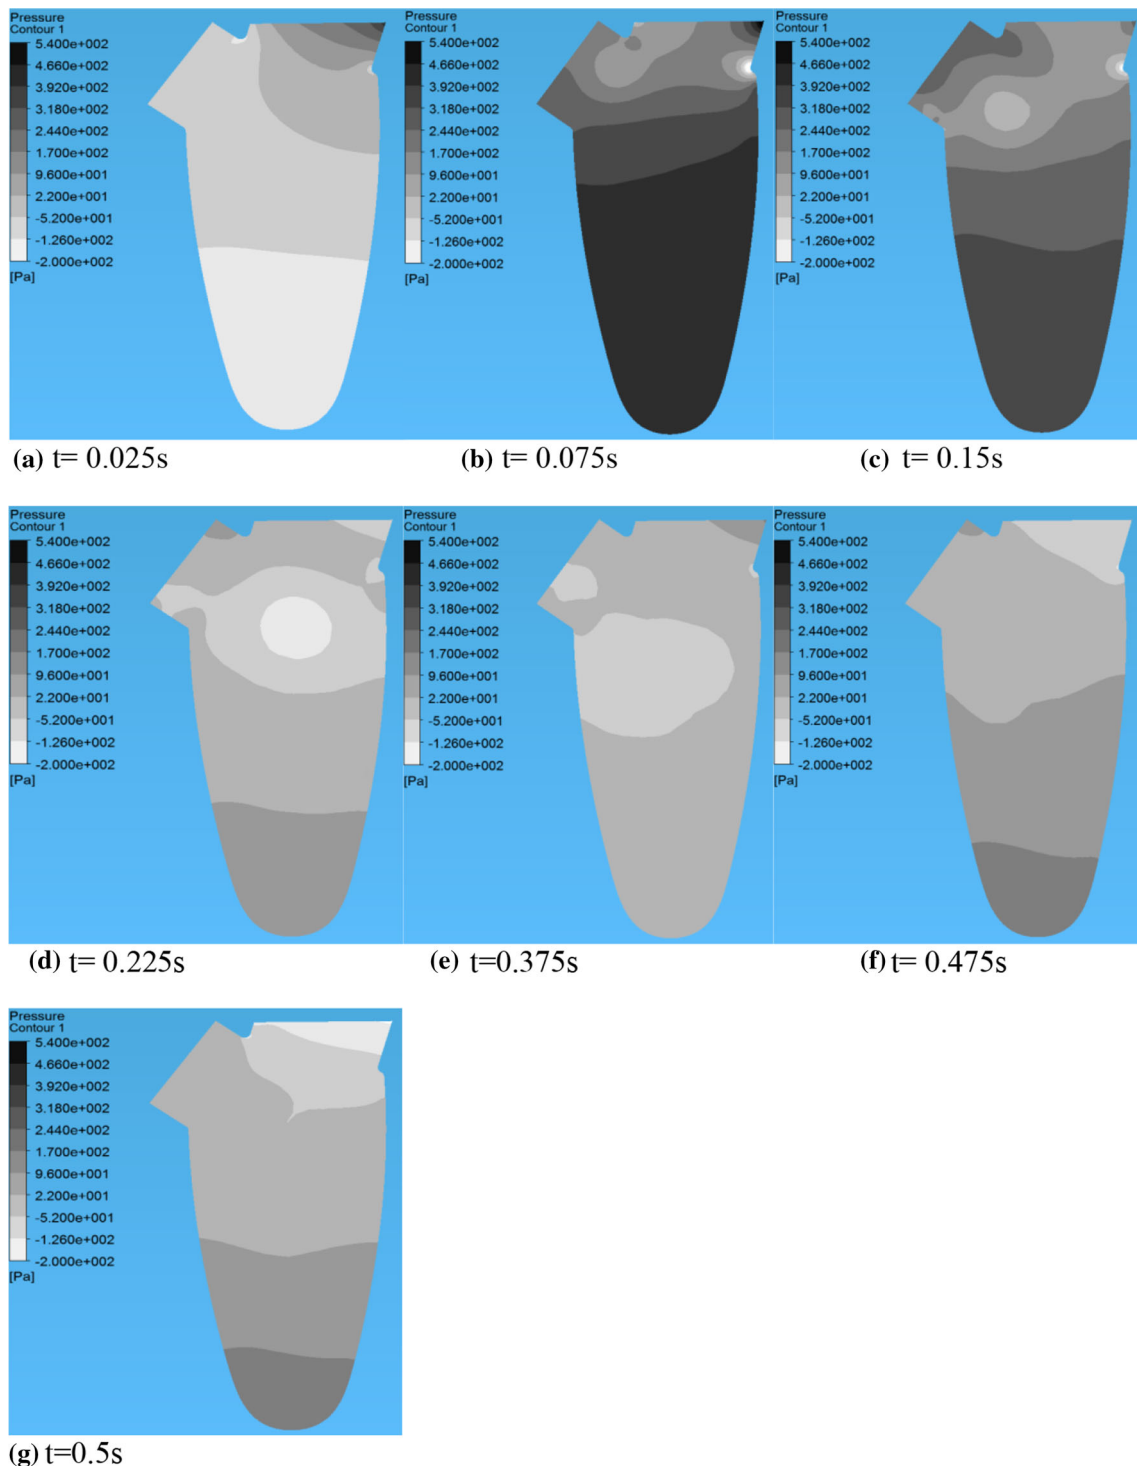 Pressure
Contour 1
5.400e+002
4.660e+002
3.920e+002
3.180e+002
2.440e+002
1.700e+002
9.600e+001
2.200e+001
-5.200e+001
-1.260e+002
-2.000e+002
[Pa]
(a) t= 0.025s
Pressure
Contour 1
5.400e+002
4.660e+002
3.920e+002
3.180e+002
2.440e+002
1.700e+002
9.600e+001
2.200e+001
-5.200e+001
-1.260e+002
-2.000e+002
[Pa]
(b) t= 0.075s
Pressure
Contour 1
5.400e+002
4.660e+002
3.920e+002
3.180e+002
2.440e+002
1.700e+002
9.600e+001
2.200e+001
-5.200e+001
-1.260e+002
-2.000e+002
[Pa]
(c) t= 0.15s
Pressure
Contour 1
5.400e+002
4.660e+002
3.920e+002
3.180e+002
2.440e+002
1.700e+002
9.600e+001
2.200e+001
-5.200e+001
-1.260e+002
-2.000e+002
[Pa]
(d) t= 0.225s
Pressure
Contour 1
5.400e+002
4.660e+002
3.920e+002
3.180e+002
2.440e+002
1.700e+002
9.600e+001
2.200e+001
-5.200e+001
-1.260e+002
-2.000e+002
[Pa]
(e) t=0.375s
Pressure
Contour 1
5.400e+002
4.660e+002
3.920e+002
3.180e+002
2.440e+002
1.700e+002
9.600e+001
2.200e+001
-5.200e+001
-1.260e+002
-2.000e+002
[Pa]
(f) t= 0.475s
Pressure
Contour 1
5.400e+002
4.660e+002
3.920e+002
3.180e+002
2.440e+002
1.700e+002
9.600e+001
2.200e+001
-5.200e+001
-1.260e+002
-2.000e+002
[Pa]
(g) t=0.5s